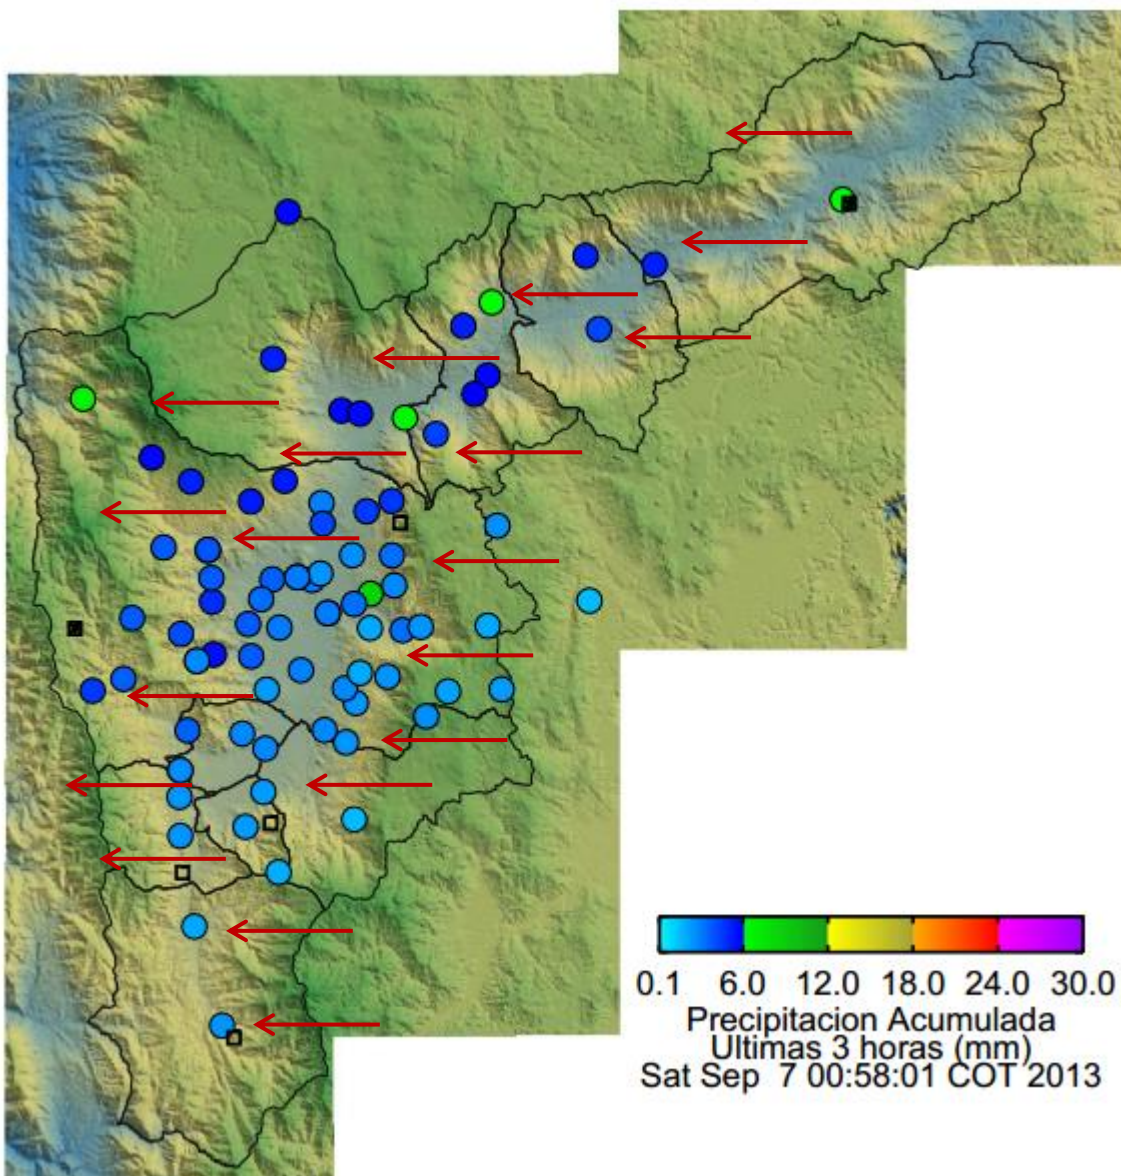 0.1 6.0 12.0 18.0 24.0 30.0
Precipitacion Acumulada
Ultimas 3 horas (mm)
Sat Sep 7 00:58:01 COT 2013